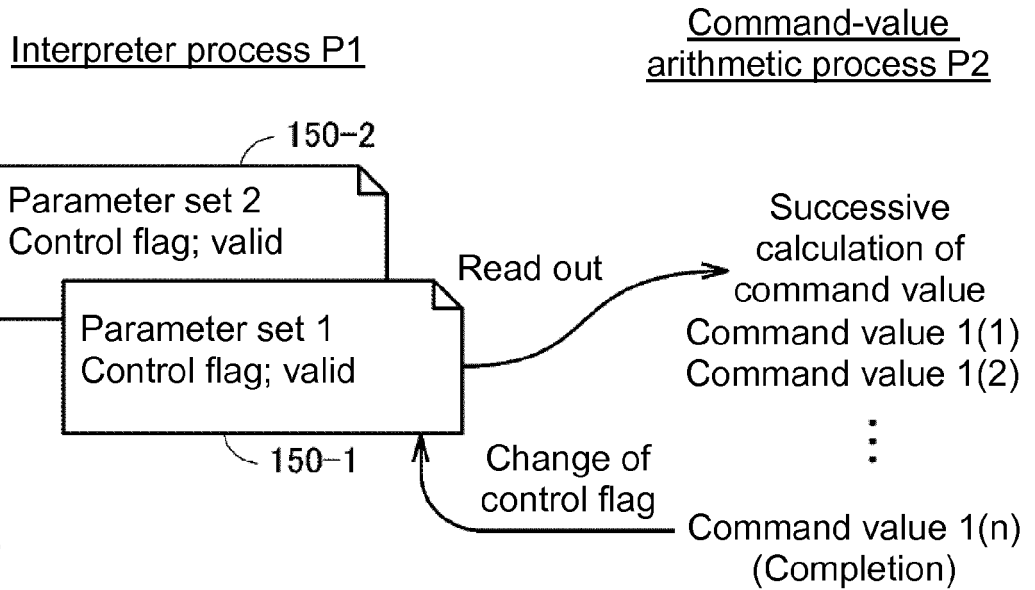 Interpreter process P1
Command-value
arithmetic process P2
150-2
Parameter set 2
Control flag; valid
Read out
Successive
calculation of
command value
Command value 1(1)
Command value 1(2)
Parameter set 1
Control flag; valid
150-1
Change of
control flag
Command value 1(n)
(Completion)